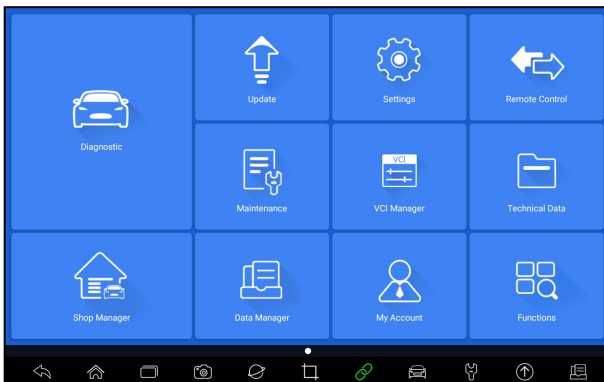 Diagnostic
Update
Settings
Remote Control
Maintenance
VCI
VCI Manager
Technical Data
Shop Manager
Data Manager
My Account
Functions